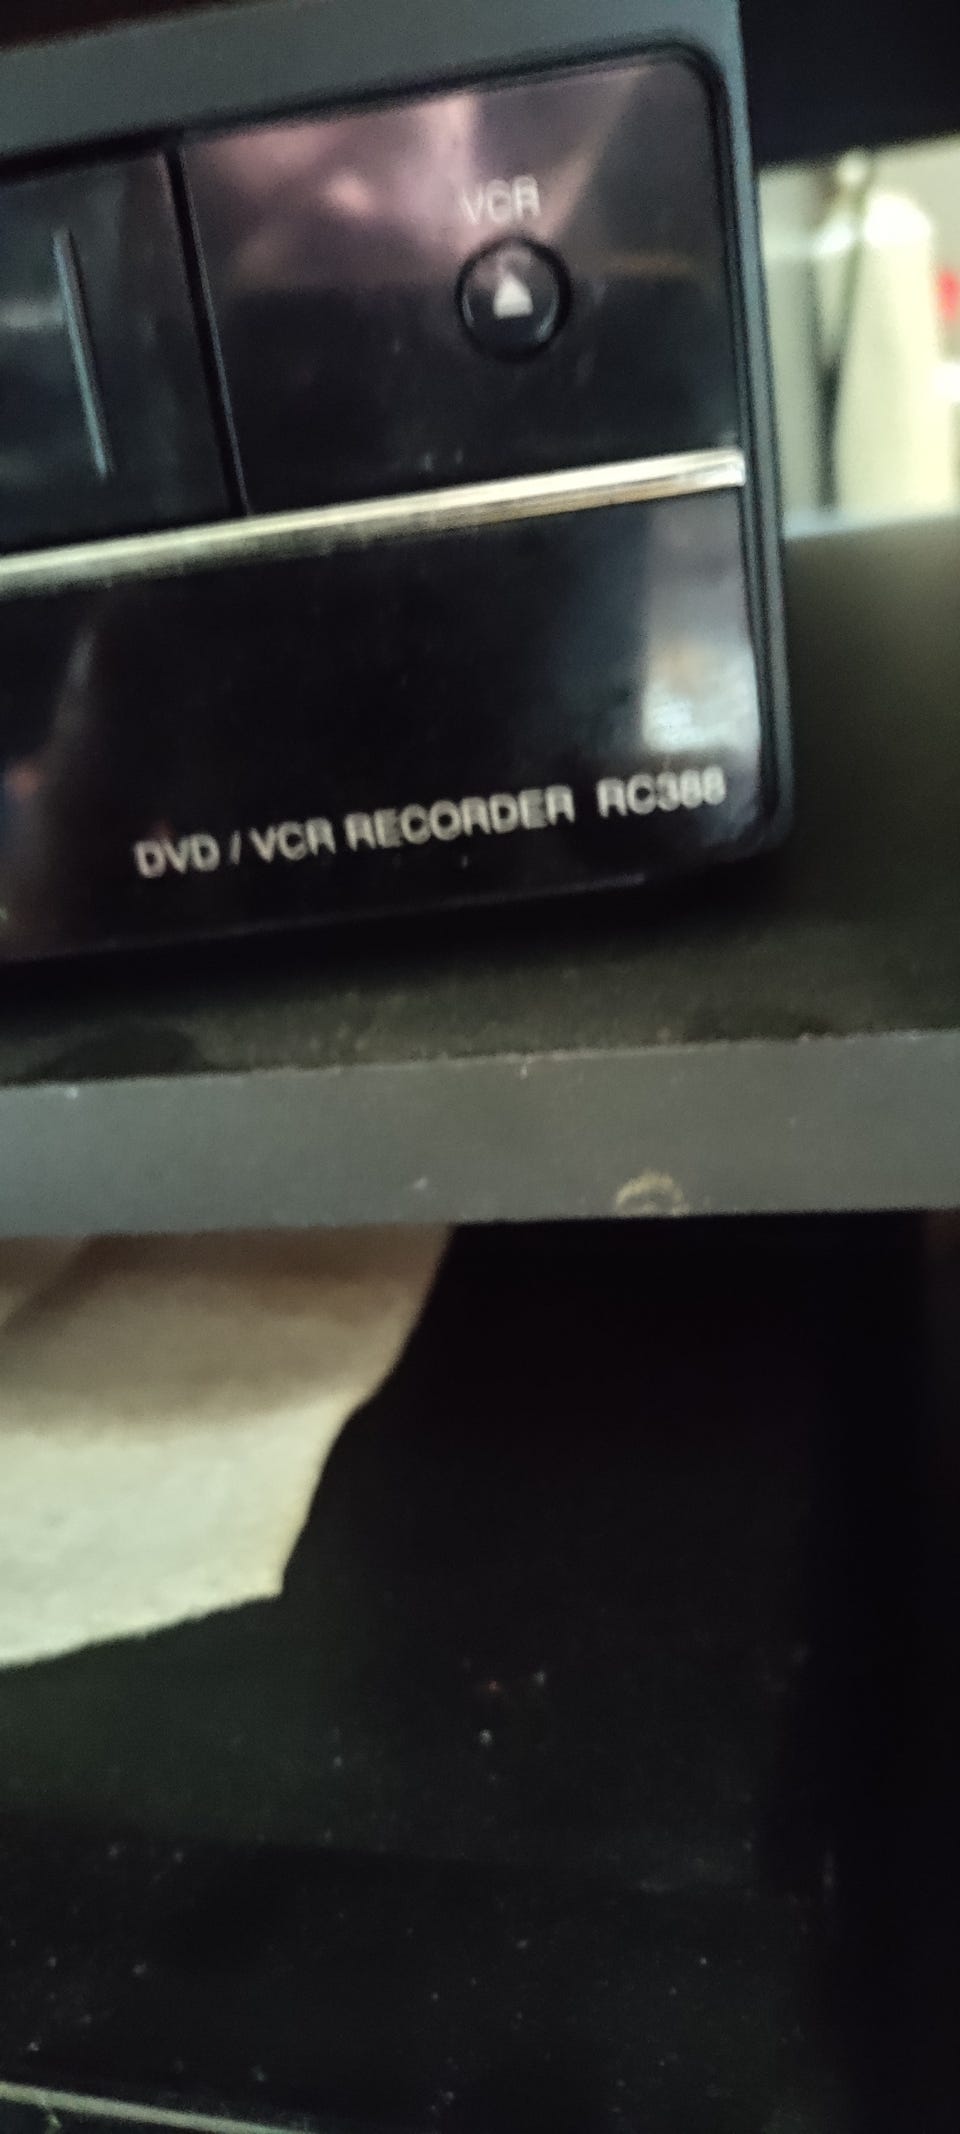 VCR
DVD / VCR RECORDER RC388